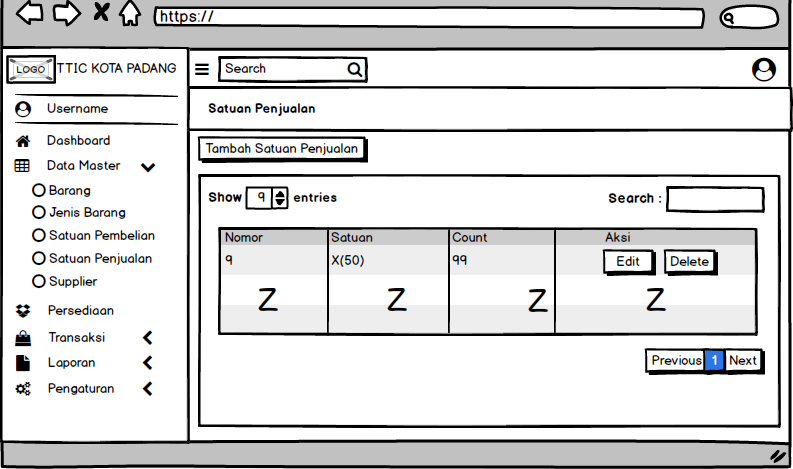 https://
LOGO TTIC KOTA PADANG
Search
Username
Satuan Penjualan
Dashboard
Tambah Satuan Penjualan
Data Master
Barang
Show 9 entries
Search :
Jenis Barang
Satuan Pembelian
Nomor Satuan Count Aksi
Satuan Penjualan
9 X(50) 99 Edit Delete
Supplier
Z Z Z Z
Persediaan
Transaksi
Laporan
Previous 1 Next
Pengaturan